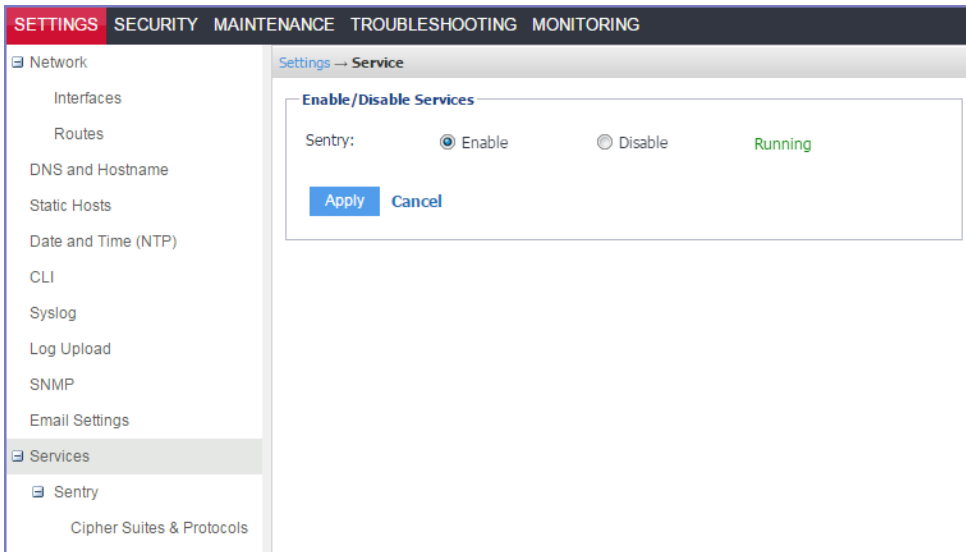 SETTINGS SECURITY MAINTENANCE TROUBLESHOOTING MONITORING
Network
Interfaces
Routes
DNS and Hostname
Static Hosts
Date and Time (NTP)
CLI
Syslog
Log Upload
SNMP
Email Settings
Services
Sentry
Cipher Suites & Protocols
Settings → Service
Enable/Disable Services
Sentry: Enable Disable Running
Apply Cancel